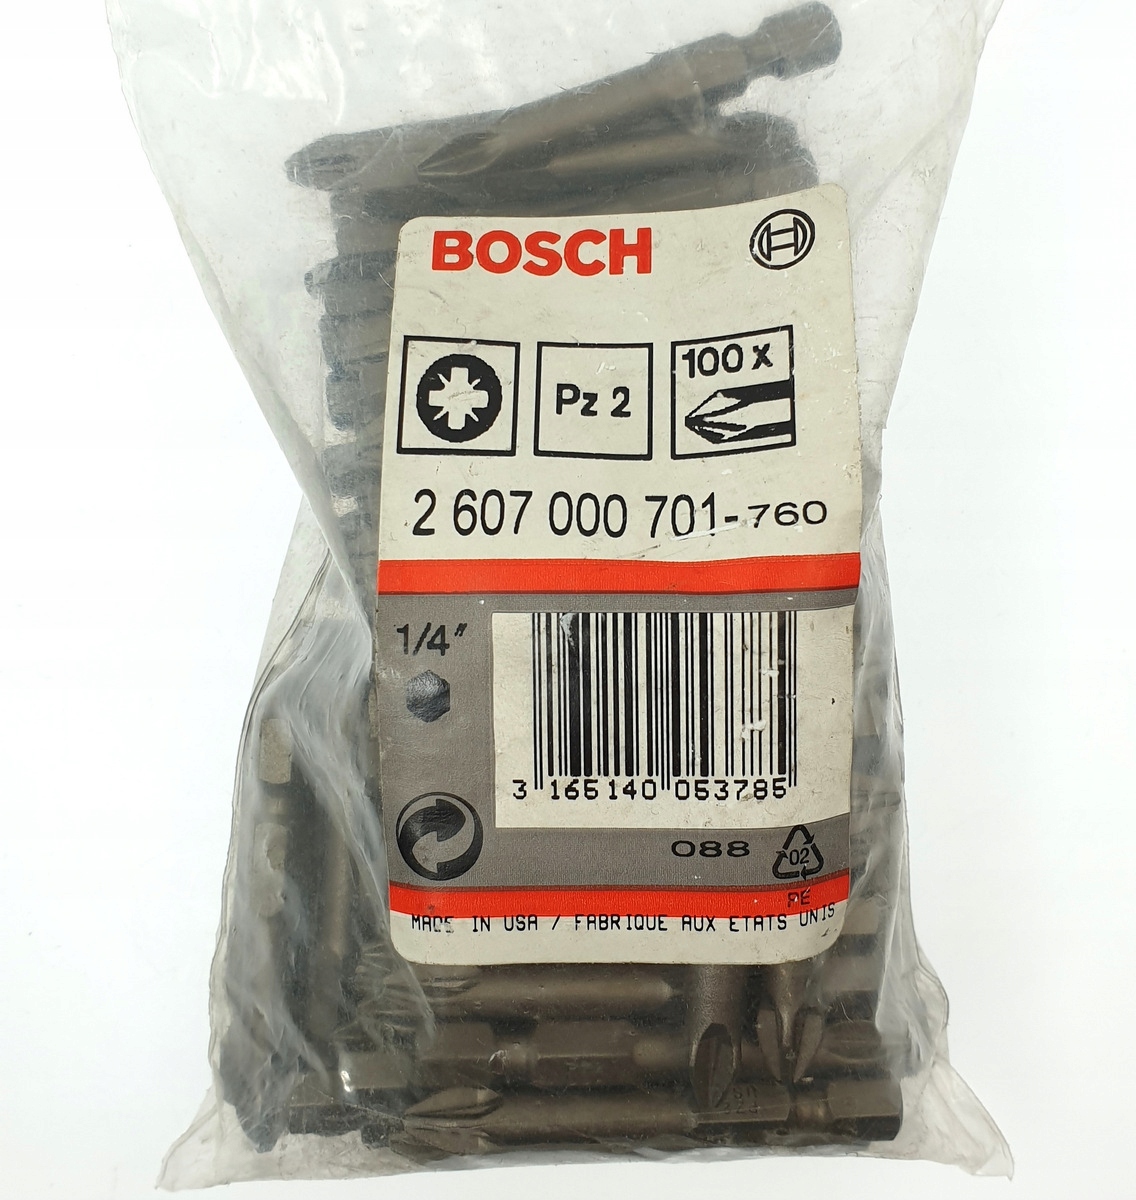 BOSCH
100 x
Pz 2
2 607 000 701-760
1/4"
3 165140 053785
088
02
PE
MADE IN USA / FABRIQUE AUX ETATS UNIS